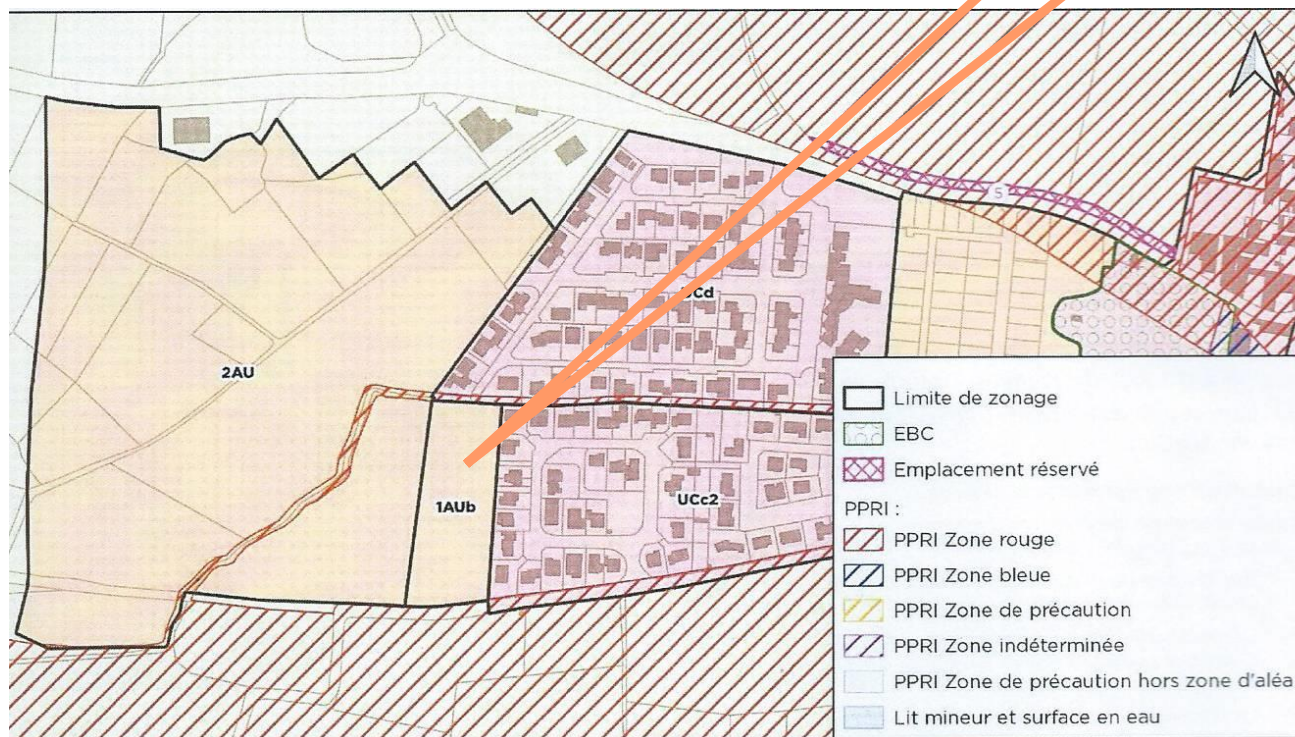 5
UCd
2AU
1AUb
UCc2
Limite de zonage
EBC
Emplacement réservé
PPRI :
PPRI Zone rouge
PPRI Zone bleue
PPRI Zone de précaution
PPRI Zone indéterminée
PPRI Zone de précaution hors zone d'aléa
Lit mineur et surface en eau